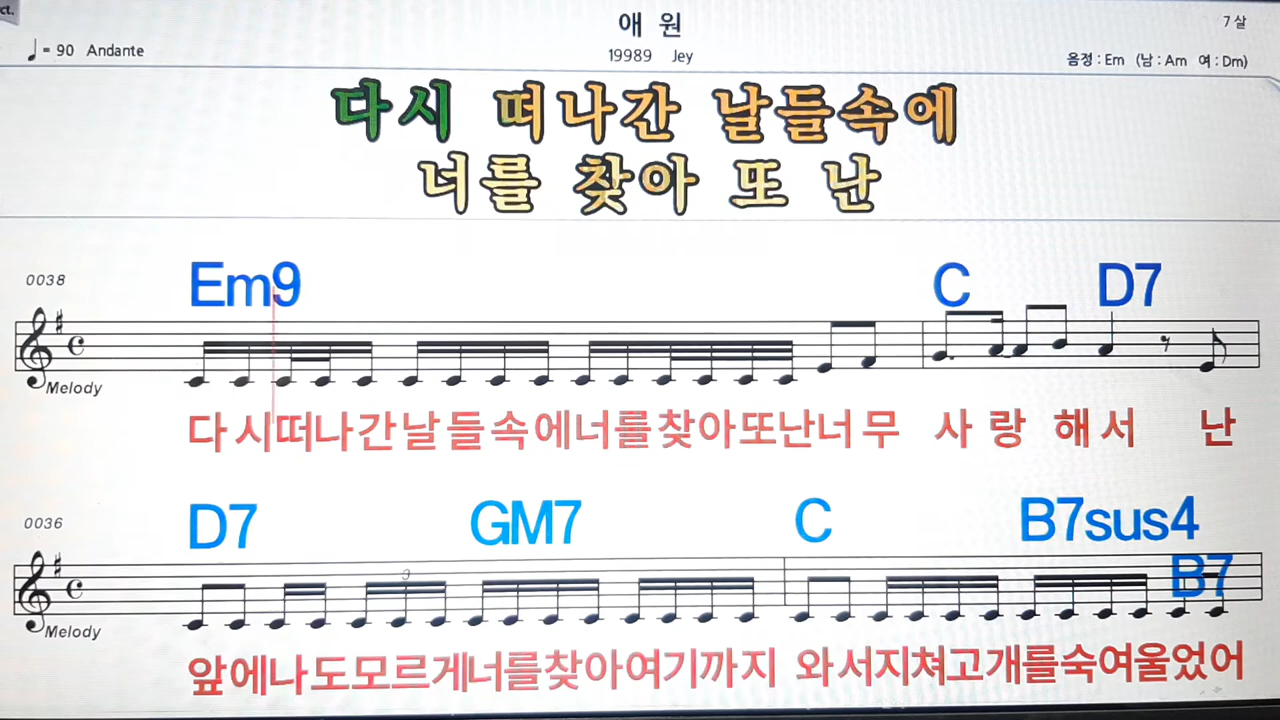 ct.
애 원
7 살
♩ = 90 Andante
19989 Jey
음정 : Em (남 : Am 여 : Dm)
다시 떠나간 날들속에
너를 찾아 또 난
Em9 C D7
0038
Melody
다 시떠나간날들속에너를찾아또난너 무 사 랑 해 서 난
D7 GM7 C B7sus4
0036
B7
3
Melody
앞에나도모르게너를찾아여기까지 와서지쳐고개를숙여울었어